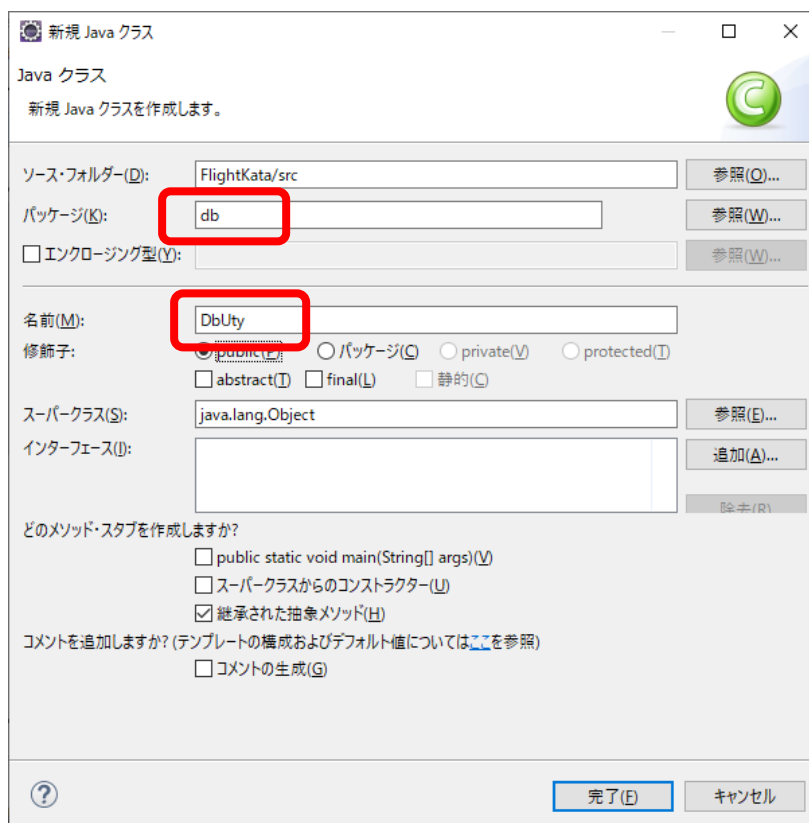 新規 Java クラス
Java クラス
新規 Java クラスを作成します。
C
ソース・フォルダー(D): FlightKata/src 参照(O)...
パッケージ(K): db 参照(W)...
エンクロージング型(Y): 参照(W)...
名前(M): DbUty
修飾子: public(P) パッケージ(C) private(V) protected(T)
abstract(T) final(L) 静的(C)
スーパークラス(S): java.lang.Object 参照(E)...
インターフェース(I): 追加(A)...
除去(R)
どのメソッド・スタブを作成しますか?
public static void main(String[] args)(V)
スーパークラスからのコンストラクター(U)
継承された抽象メソッド(H)
コメントを追加しますか? (テンプレートの構成およびデフォルト値についてはここを参照)
コメントの生成(G)
? 完了(F) キャンセル